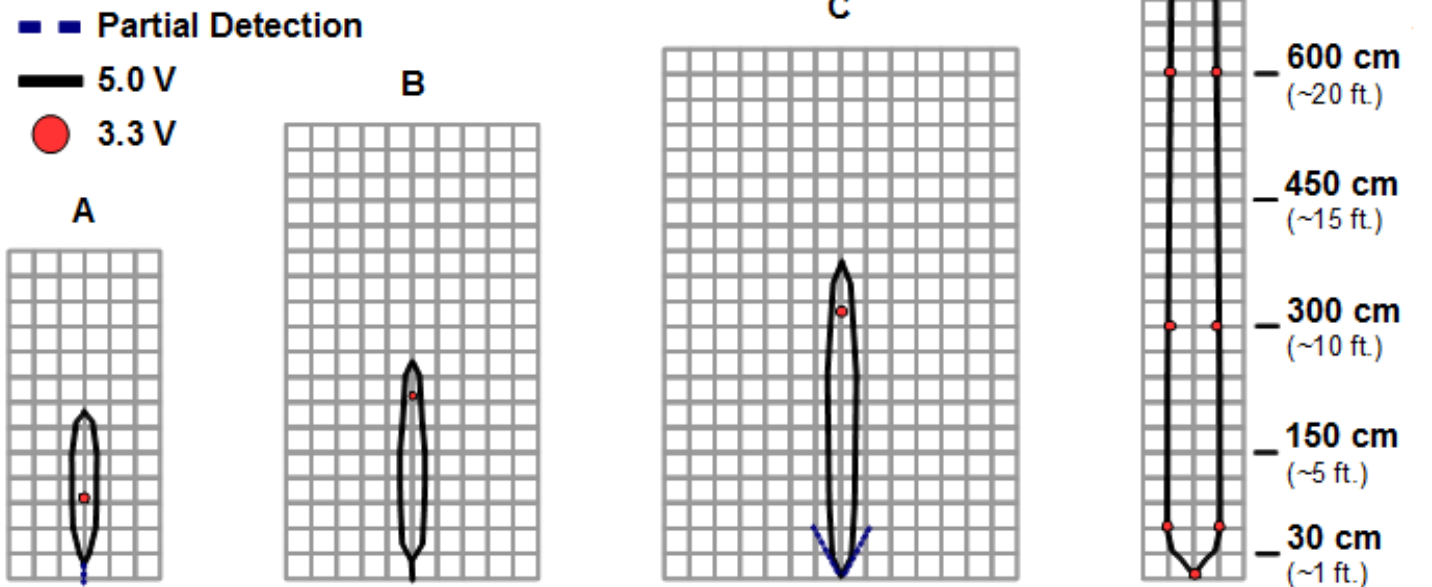 Partial Detection
5.0 V
3.3 V
A
B
C
600 cm
(~20 ft.)
450 cm
(~15 ft.)
300 cm
(~10 ft.)
150 cm
(~5 ft.)
30 cm
(~1 ft.)